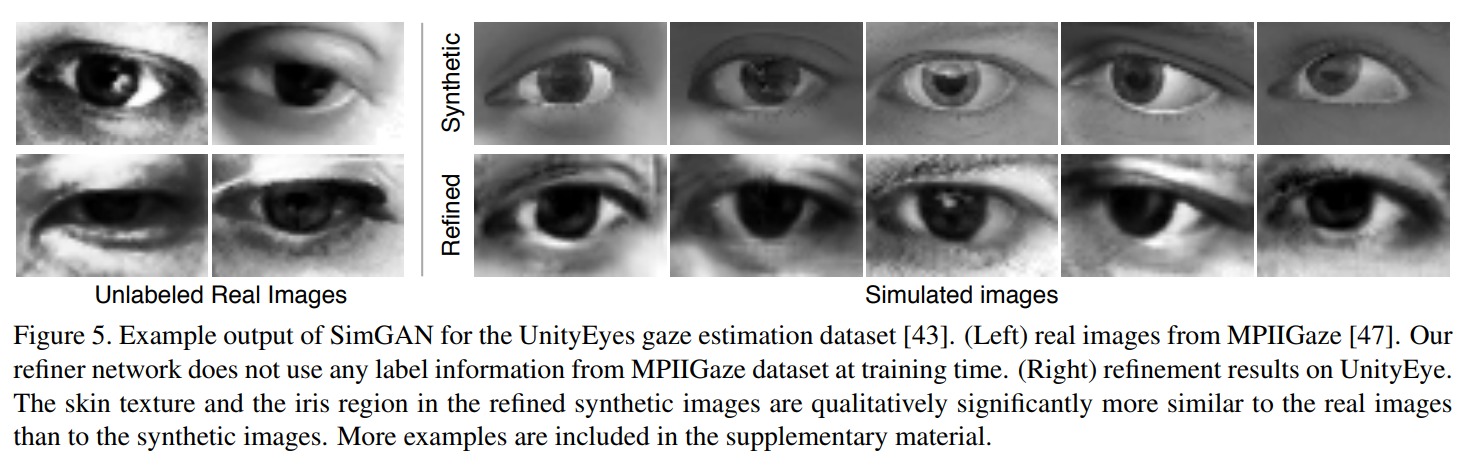 Synthetic
Refined
Unlabeled Real Images
Simulated images
Figure 5. Example output of SimGAN for the UnityEyes gaze estimation dataset [43]. (Left) real images from MPIIGaze [47]. Our
refiner network does not use any label information from MPIIGaze dataset at training time. (Right) refinement results on UnityEye.
The skin texture and the iris region in the refined synthetic images are qualitatively significantly more similar to the real images
than to the synthetic images. More examples are included in the supplementary material.